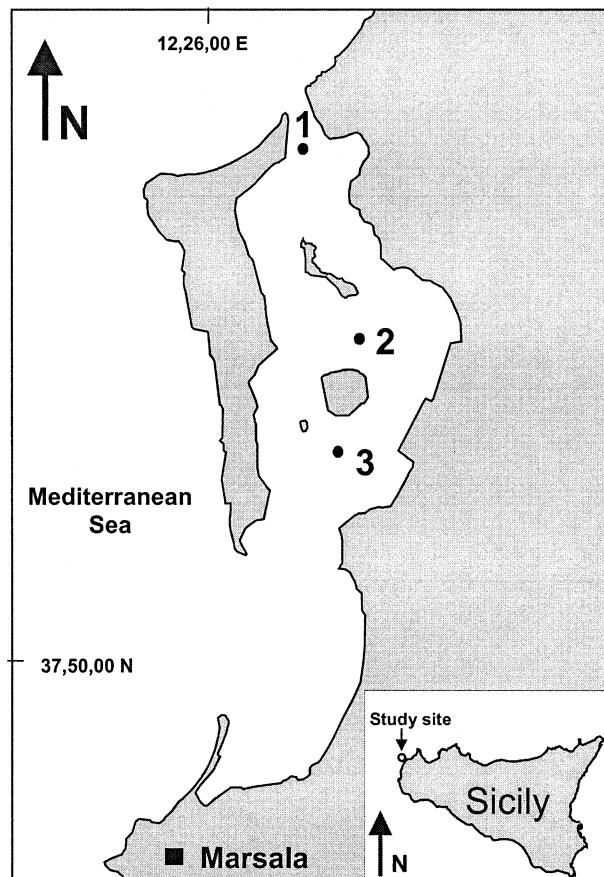 12,26,00 E
N
1
2
3
Mediterranean
Sea
37,50,00 N
Study site
Sicily
N
Marsala